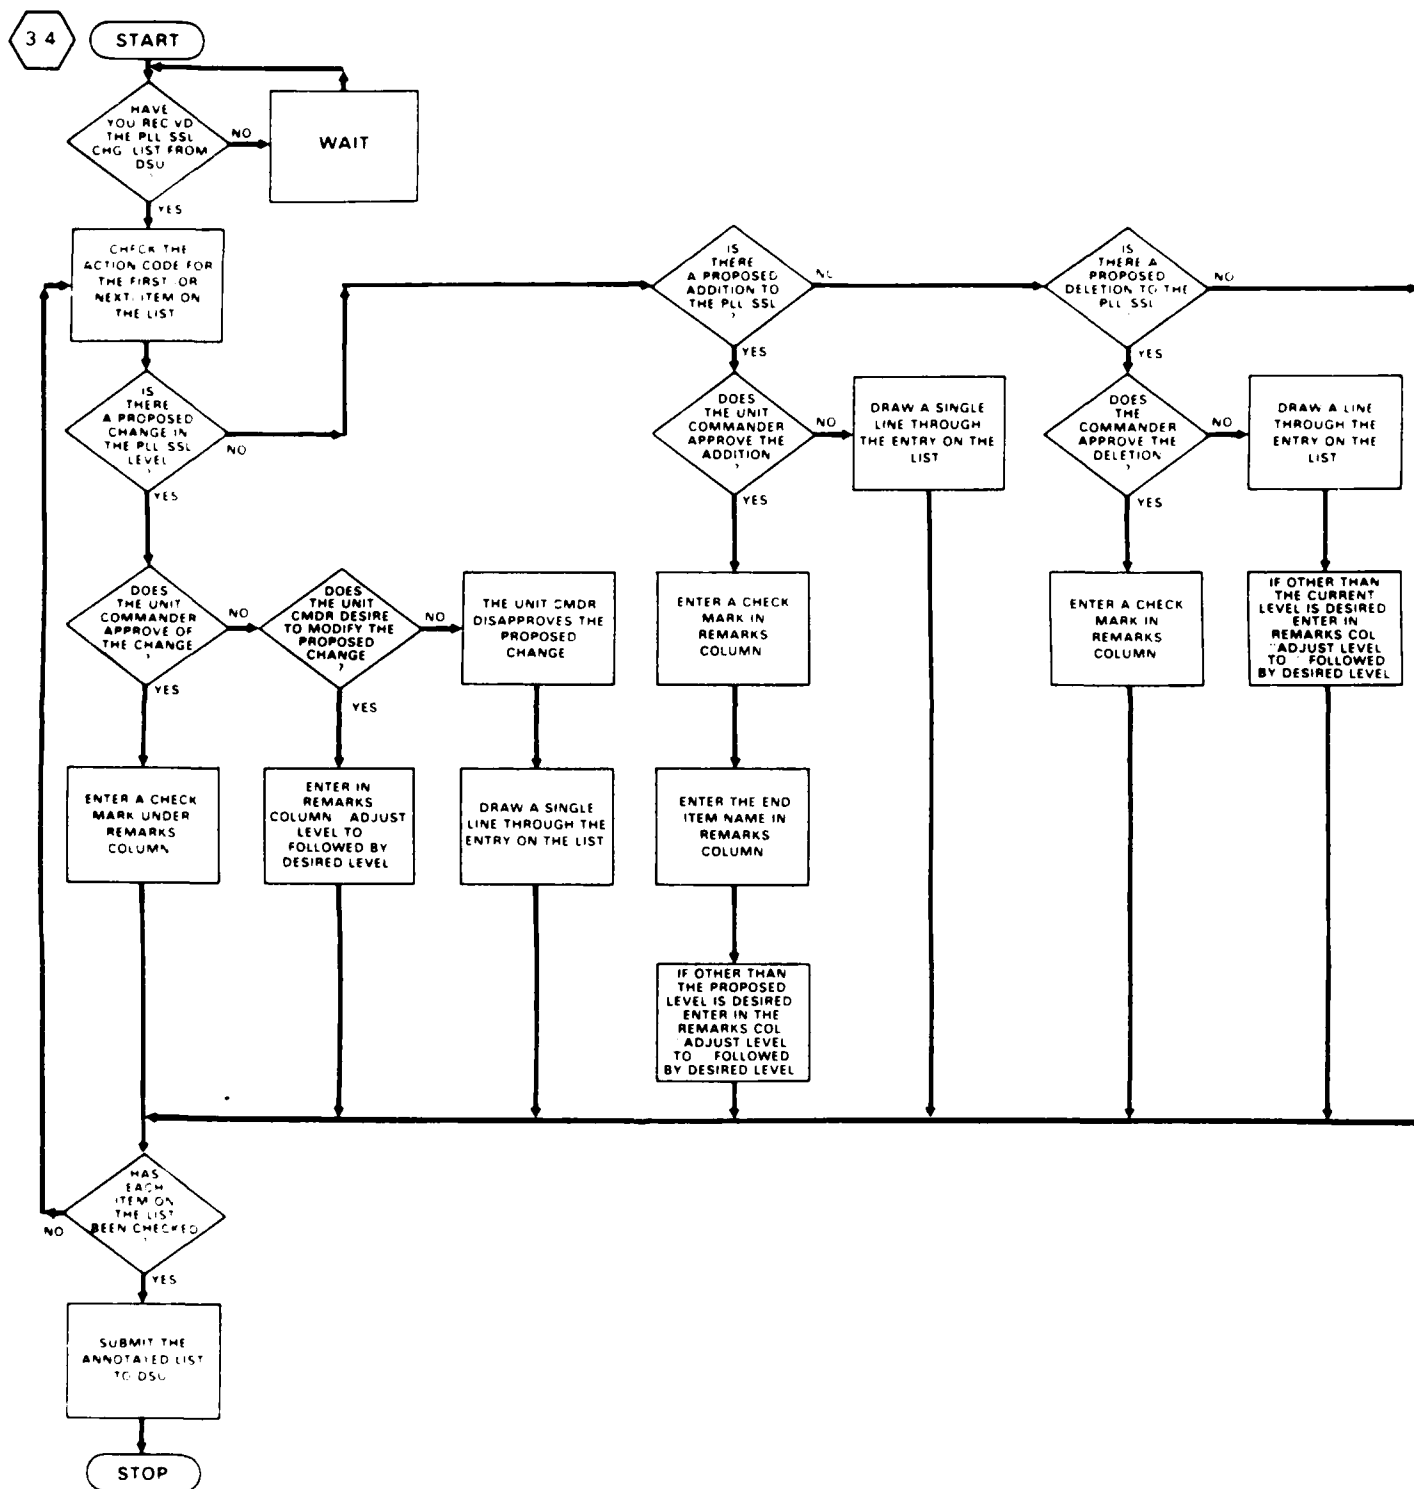 3 4
START
HAVE
YOU RECVD
THE PLL SSL
CHG LIST FROM
DSU
?
NO
WAIT
YES
CHECK THE
ACTION CODE FOR
THE FIRST OR
NEXT ITEM ON
THE LIST
IS
THERE
A PROPOSED
CHANGE IN
THE PLL SSL
LEVEL
?
NO
YES
IS
THERE
A PROPOSED
ADDITION TO
THE PLL SSL
?
YES
IS
THERE A
PROPOSED
DELETION TO THE
PLL SSL
NO
YES
DOES
THE UNIT
COMMANDER
APPROVE THE
ADDITION
?
NO
YES
DRAW A SINGLE
LINE THROUGH
THE ENTRY ON THE
LIST
DOES
THE
COMMANDER
APPROVE THE
DELETION
?
NO
YES
DRAW A LINE
THROUGH THE
ENTRY ON THE
LIST
DOES
THE UNIT
COMMANDER
APPROVE OF
THE CHANGE
?
NO
YES
DOES
THE UNIT
CMDR DESIRE
TO MODIFY THE
PROPOSED
CHANGE
?
NO
YES
THE UNIT CMDR
DISAPPROVES THE
PROPOSED
CHANGE
ENTER A CHECK
MARK IN
REMARKS
COLUMN
ENTER A CHECK
MARK IN
REMARKS
COLUMN
IF OTHER THAN
THE CURRENT
LEVEL IS DESIRED
ENTER IN
REMARKS COL
"ADJUST LEVEL
TO FOLLOWED
BY DESIRED LEVEL
ENTER A CHECK
MARK UNDER
REMARKS
COLUMN
ENTER IN
REMARKS
COLUMN ADJUST
LEVEL TO
FOLLOWED BY
DESIRED LEVEL
DRAW A SINGLE
LINE THROUGH THE
ENTRY ON THE LIST
ENTER THE END
ITEM NAME IN
REMARKS
COLUMN
IF OTHER THAN
THE PROPOSED
LEVEL IS DESIRED
ENTER IN THE
REMARKS COL
ADJUST LEVEL
TO FOLLOWED
BY DESIRED LEVEL
HAS
EACH
ITEM ON
THE LIST
BEEN CHECKED
?
NO
YES
SUBMIT THE
ANNOTATED LIST
TO DSU
STOP